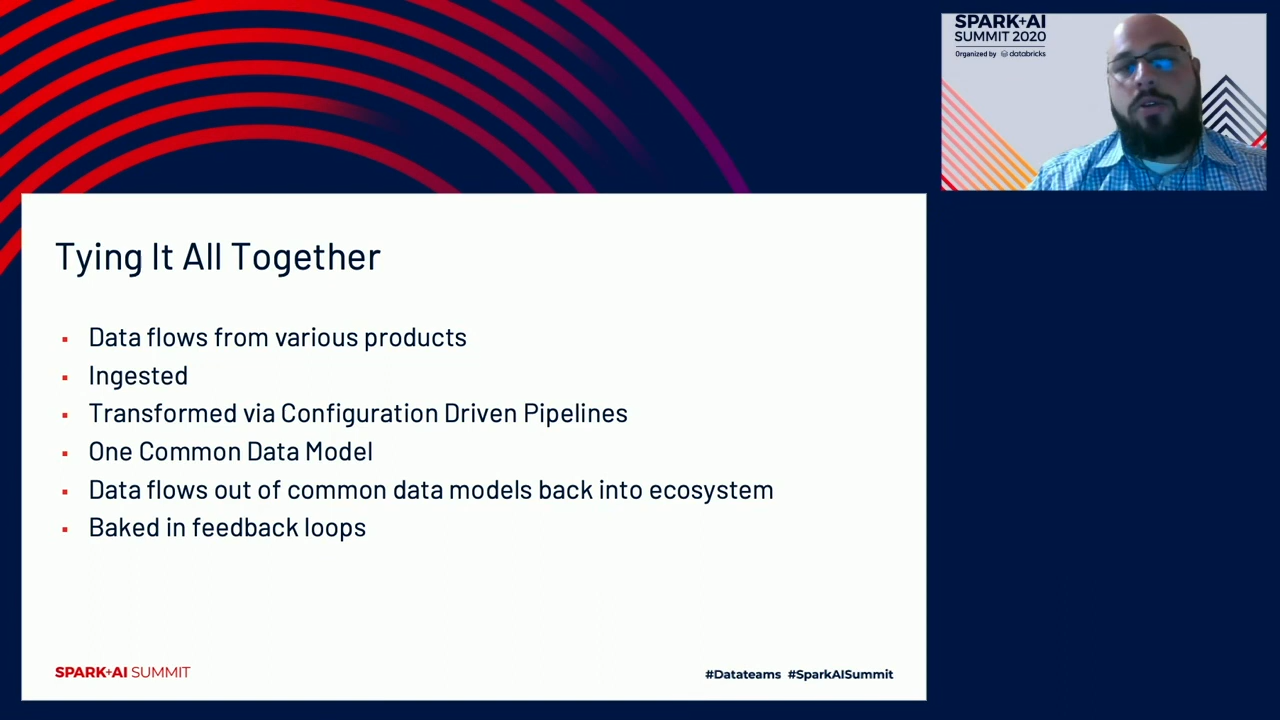 SPARK+AI
SUMMIT 2020
Organized by databricks
Tying It All Together
Data flows from various products
Ingested
Transformed via Configuration Driven Pipelines
One Common Data Model
Data flows out of common data models back into ecosystem
Baked in feedback loops
SPARK+AI SUMMIT
#Datateams #SparkAISummit